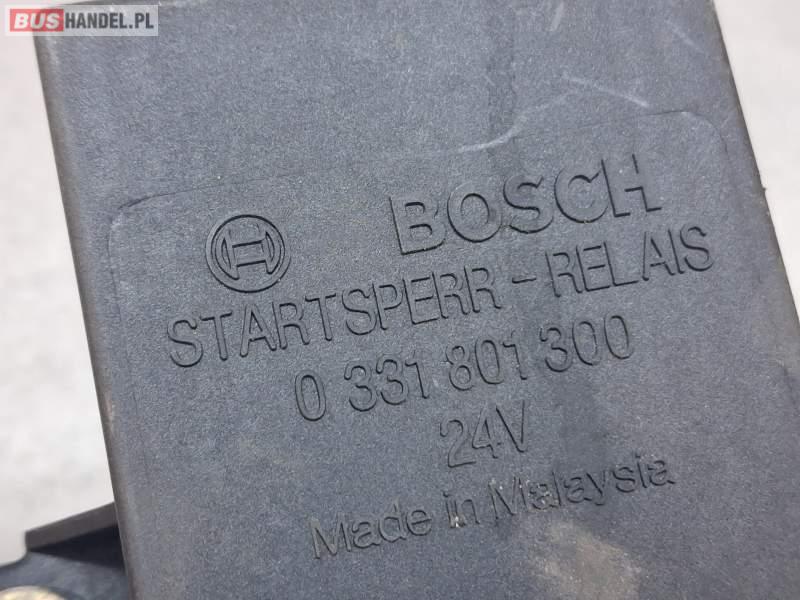 BUSHANDEL.PL
BOSCH
STARTSPERR-RELAIS
0 331 801 300
24V
Made in Malaysia